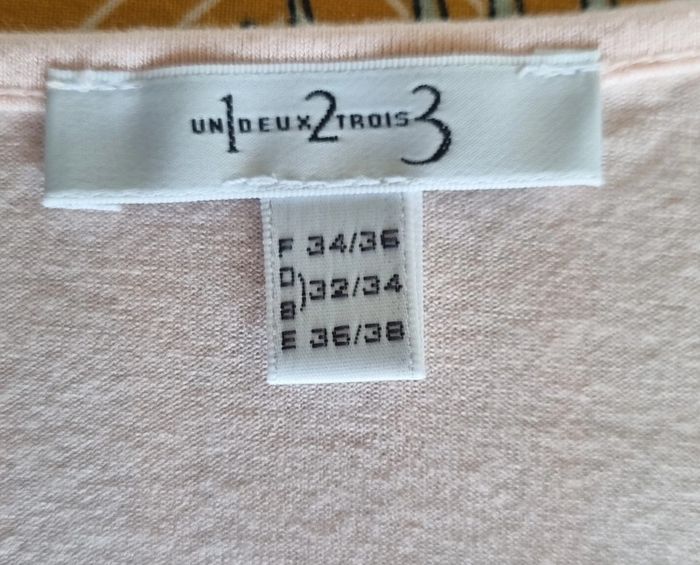 UN1DEUX2TROIS3
F 34/36
D
)32/34
B
E 36/38